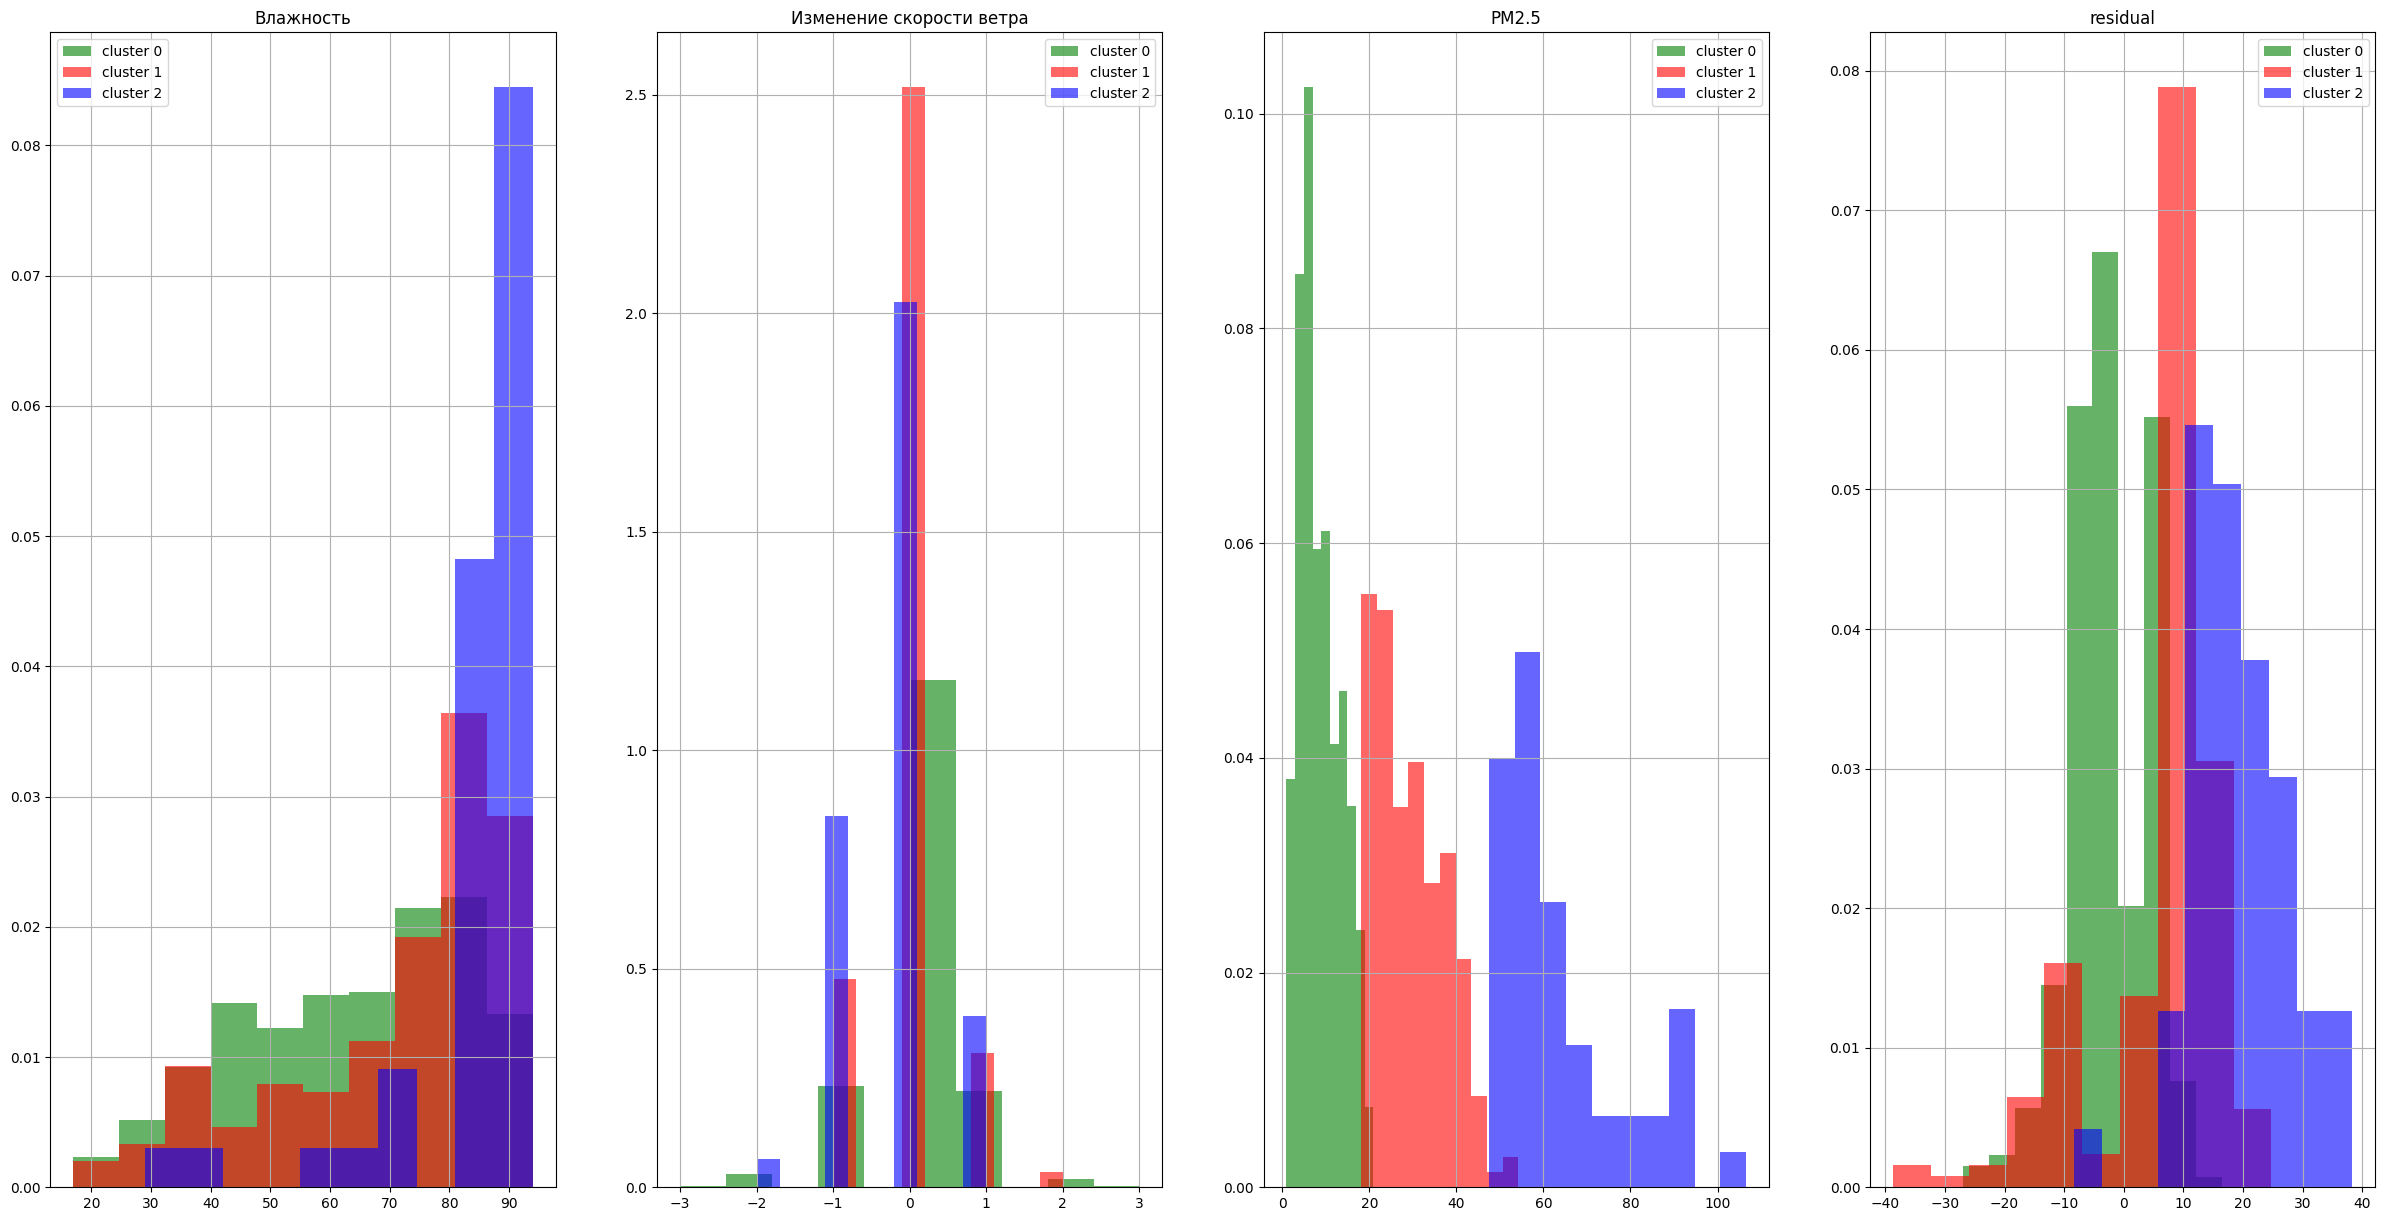 Влажность
cluster 0
cluster 1
cluster 2
0.08
0.07
0.06
0.05
0.04
0.03
0.02
0.01
0.00
20 30 40 50 60 70 80 90
Изменение скорости ветра
cluster 0
cluster 1
cluster 2
2.5
2.0
1.5
1.0
0.5
0.0
−3 −2 −1 0 1 2 3
PM2.5
cluster 0
cluster 1
cluster 2
0.10
0.08
0.06
0.04
0.02
0.00
0 20 40 60 80 100
residual
cluster 0
cluster 1
cluster 2
0.08
0.07
0.06
0.05
0.04
0.03
0.02
0.01
0.00
−40 −30 −20 −10 0 10 20 30 40